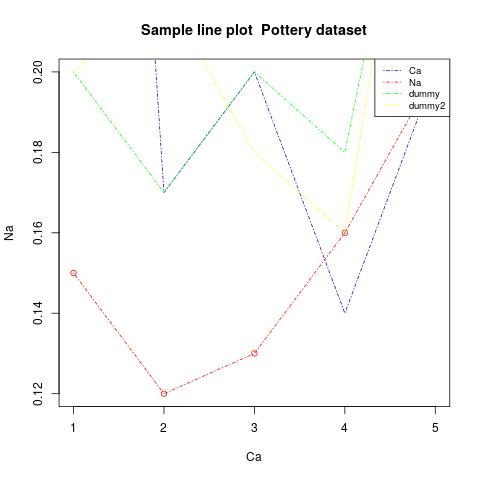 Sample line plot  Pottery dataset
Ca
Na
dummy
dummy2
0.20
0.18
0.16
0.14
0.12
Na
1 2 3 4 5
Ca